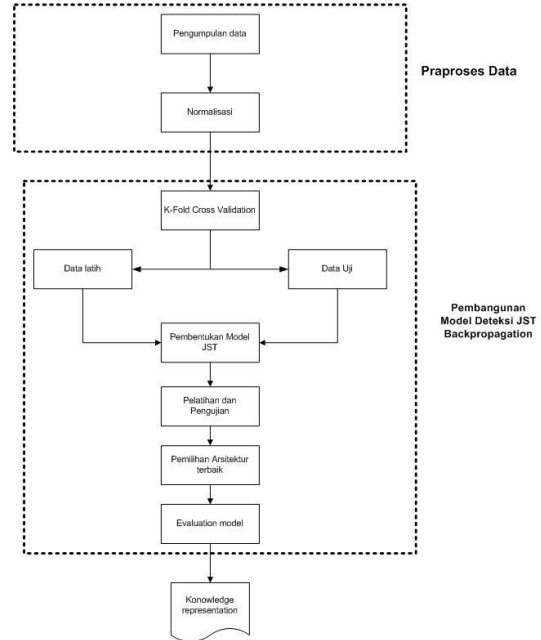 Pengumpulan data
Praproses Data
Normalisasi
K-Fold Cross Validation
Data latih
Data Uji
Pembangunan
Model Deteksi JST
Backpropagation
Pembentukan Model
JST
Pelatihan dan
Pengujian
Pemilihan Arsitektur
terbaik
Evaluation model
Konowledge
representation